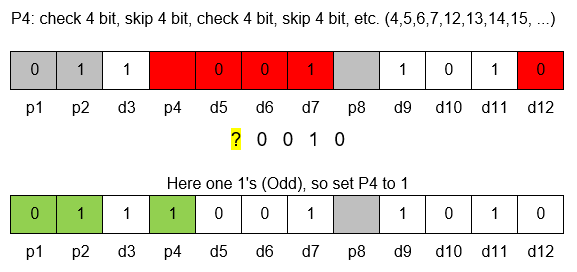 P4: check 4 bit, skip 4 bit, check 4 bit, skip 4 bit, etc. (4,5,6,7,12,13,14,15, ...)
0 1 1 0 0 1 1 0 1 0
p1 p2 d3 p4 d5 d6 d7 p8 d9 d10 d11 d12
? 0 0 1 0
Here one 1's (Odd), so set P4 to 1
0 1 1 1 0 0 1 1 0 1 0
p1 p2 d3 p4 d5 d6 d7 p8 d9 d10 d11 d12